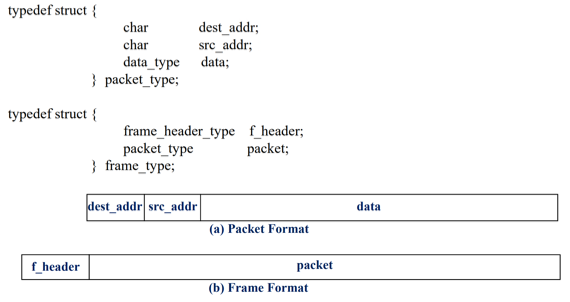 typedef struct {
char dest_addr;
char src_addr;
data_type data;
} packet_type;
typedef struct {
frame_header_type f_header;
packet_type packet;
} frame_type;
dest_addr src_addr data
(a) Packet Format
f_header packet
(b) Frame Format